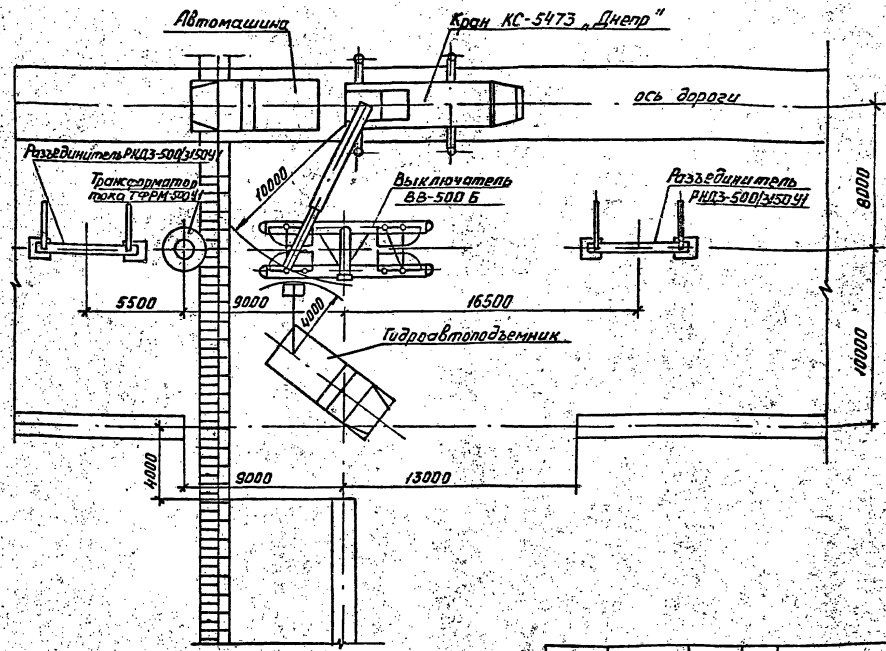 Автомашина
Кран КС-5473 „Днепр"
ось дороги
Разъединитель РНДЗ-500/3150У1
Трансформатор
тока ТФРМ-500У1
10000
Выключатель
ВВ-500 Б
Разъединитель
РНДЗ-500/3150У1
8000
5500
9000
4000
16500
10000
Гидроавтоподъемник
4000
9000
13000